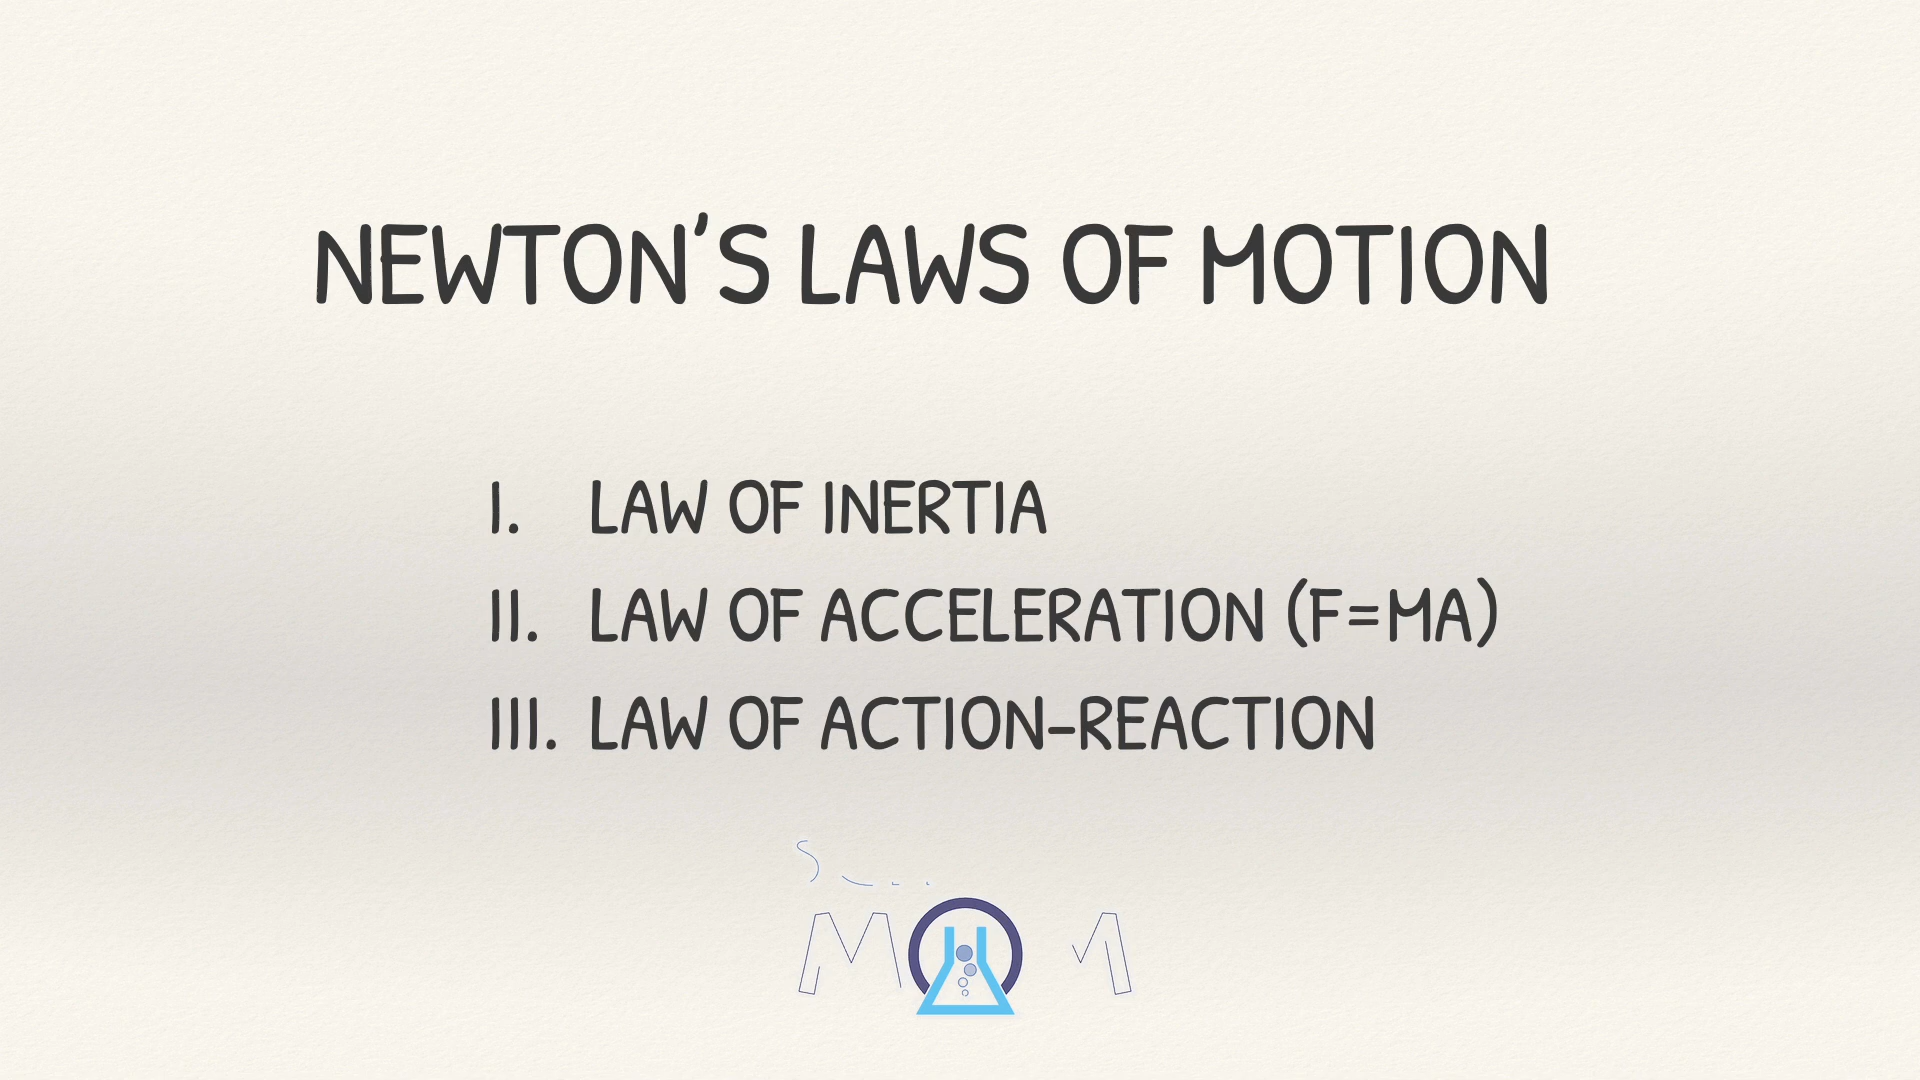 NEWTON’S LAWS OF MOTION
I. LAW OF INERTIA
II. LAW OF ACCELERATION (F=MA)
III. LAW OF ACTION-REACTION